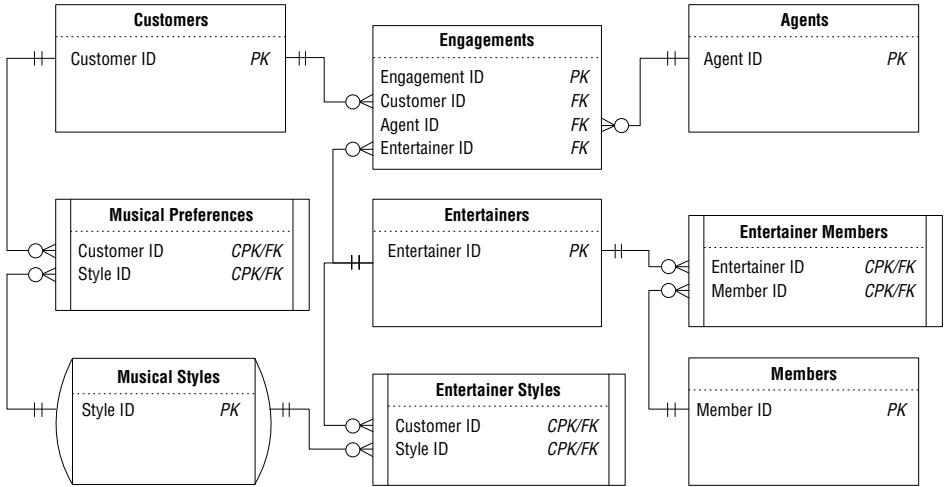 Customers
Customer ID PK
Engagements
Engagement ID PK
Customer ID FK
Agent ID FK
Entertainer ID FK
Agents
Agent ID PK
Musical Preferences
Customer ID CPK/FK
Style ID CPK/FK
Entertainers
Entertainer ID PK
Entertainer Members
Entertainer ID CPK/FK
Member ID CPK/FK
Musical Styles
Style ID PK
Entertainer Styles
Customer ID CPK/FK
Style ID CPK/FK
Members
Member ID PK